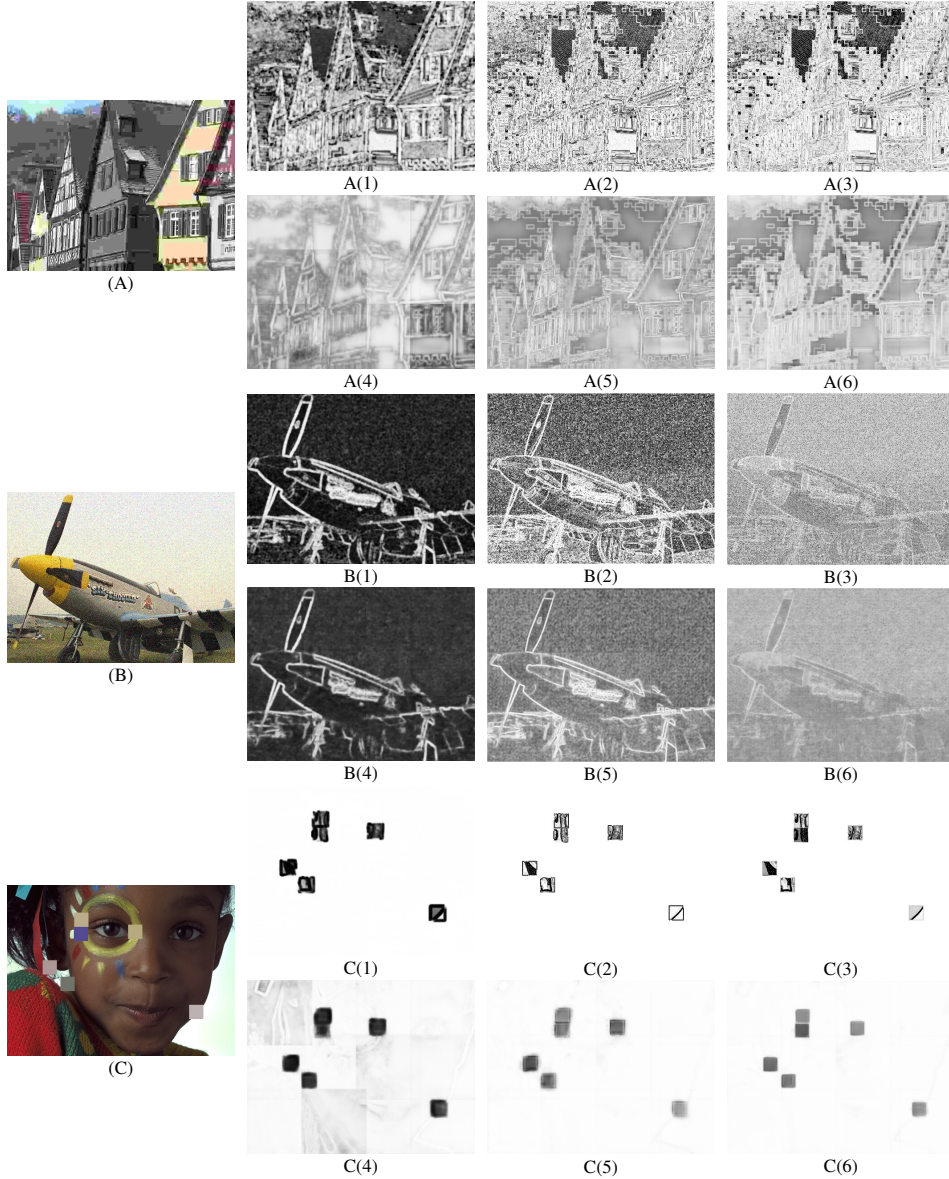 A(1) A(2) A(3)
(A)
A(4) A(5) A(6)
B(1) B(2) B(3)
(B)
B(4) B(5) B(6)
C(1) C(2) C(3)
(C)
C(4) C(5) C(6)